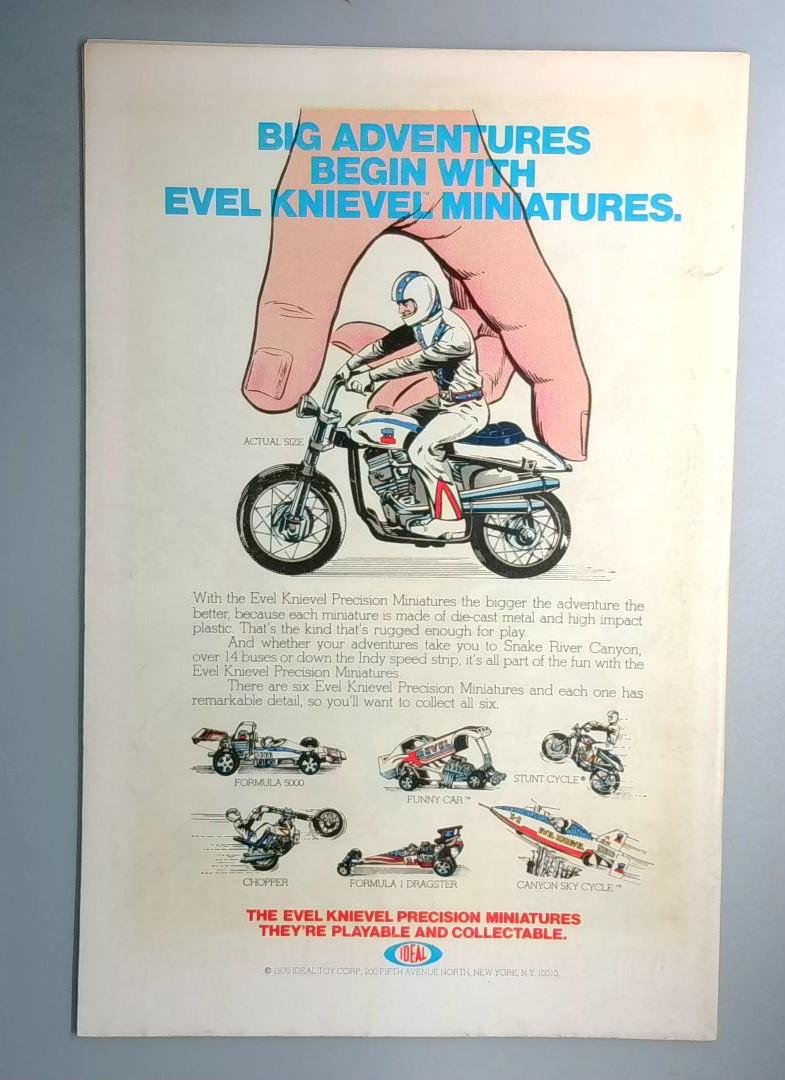 BIG ADVENTURES
BEGIN WITH
EVEL KNIEVEL™ MINIATURES.
ACTUAL SIZE
With the Evel Knievel Precision Miniatures the bigger the adventure the
better, because each miniature is made of die-cast metal and high impact
plastic. That's the kind that's rugged enough for play.
And whether your adventures take you to Snake River Canyon,
over 14 buses or down the Indy speed strip, it's all part of the fun with the
Evel Knievel Precision Miniatures.
There are six Evel Knievel Precision Miniatures and each one has
remarkable detail, so you'll want to collect all six.
FORMULA 5000
EVEL
FUNNY CAR™
STUNT CYCLE®
CHOPPER
FORMULA 1 DRAGSTER
X-2
EVEL KNIEVEL
CANYON SKY CYCLE™
THE EVEL KNIEVEL PRECISION MINIATURES
THEY'RE PLAYABLE AND COLLECTABLE.
IDEAL
IDEAL TOY CORP., 200 FIFTH AVENUE NORTH, NEW YORK, N.Y. 10010.